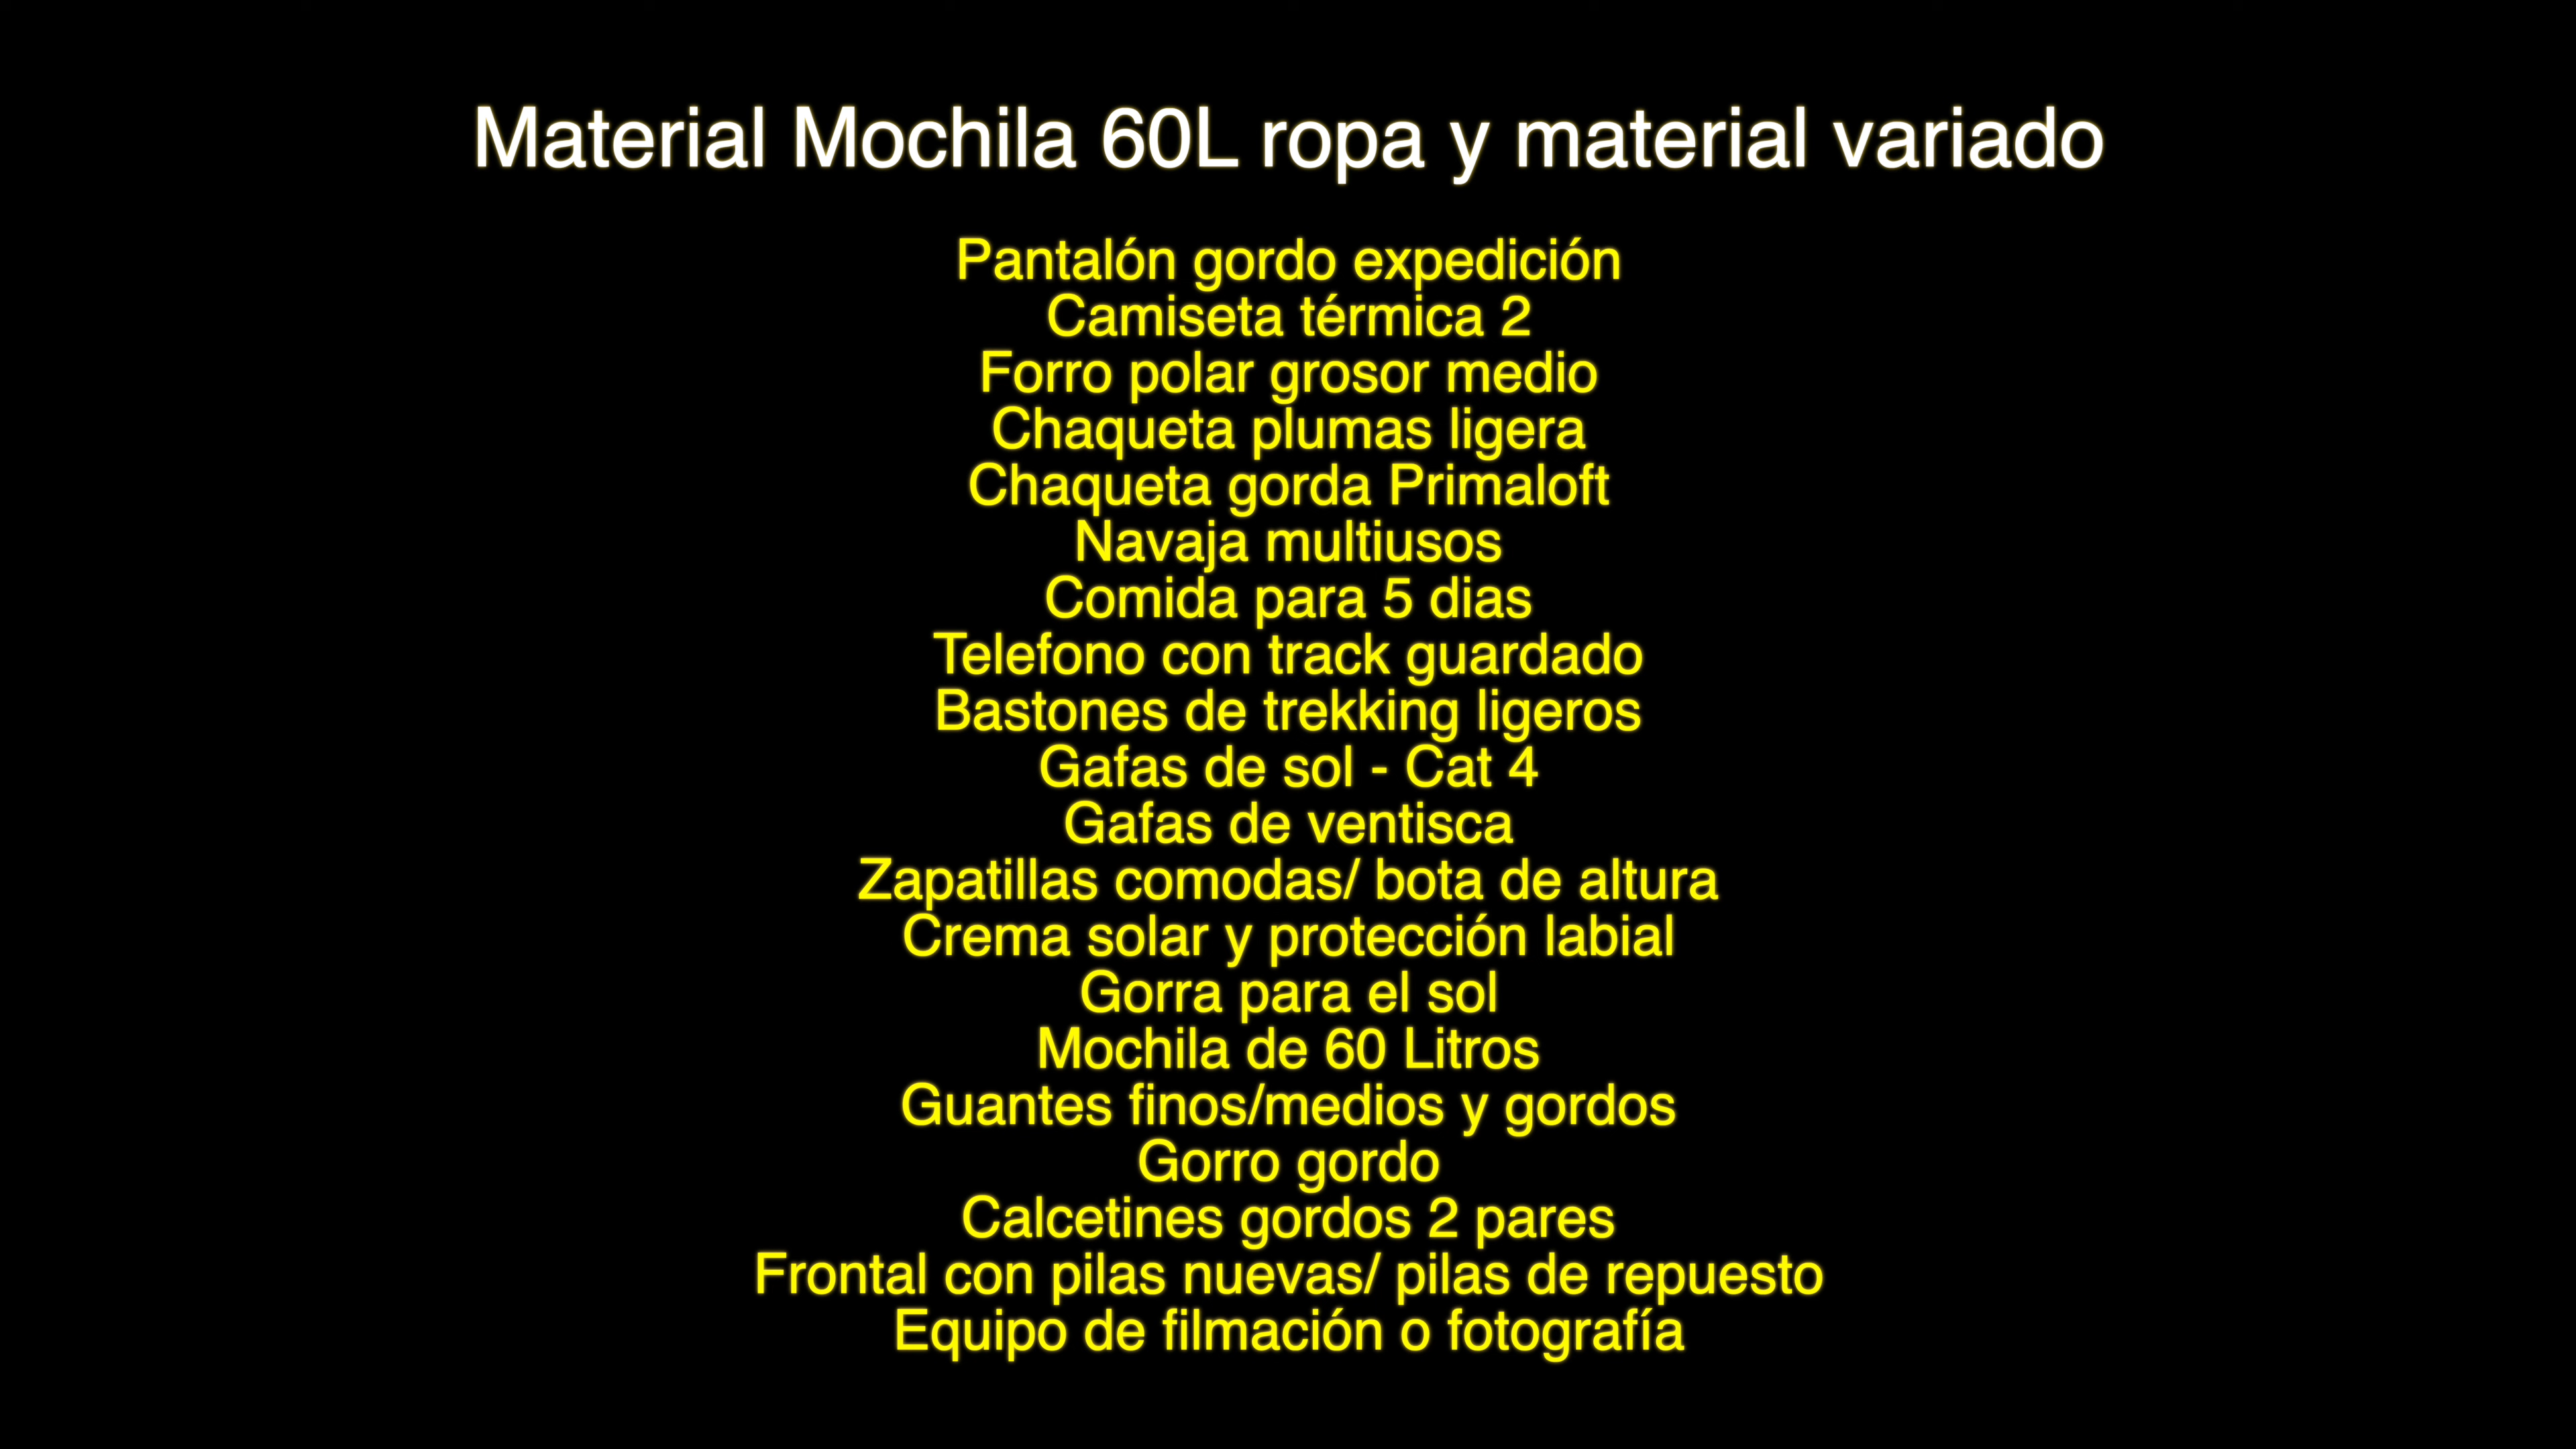 Material Mochila 60L ropa y material variado
Pantalón gordo expedición
Camiseta térmica 2
Forro polar grosor medio
Chaqueta plumas ligera
Chaqueta gorda Primaloft
Navaja multiusos
Comida para 5 dias
Telefono con track guardado
Bastones de trekking ligeros
Gafas de sol - Cat 4
Gafas de ventisca
Zapatillas comodas/ bota de altura
Crema solar y protección labial
Gorra para el sol
Mochila de 60 Litros
Guantes finos/medios y gordos
Gorro gordo
Calcetines gordos 2 pares
Frontal con pilas nuevas/ pilas de repuesto
Equipo de filmación o fotografía